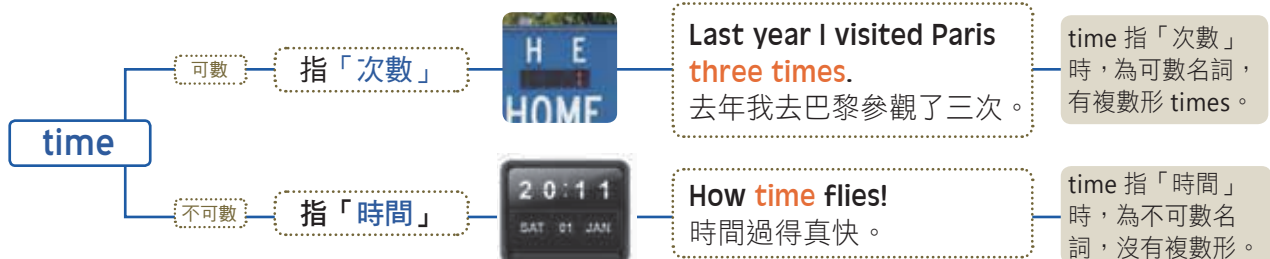 time
可數
指「次數」
H E
HOME
Last year I visited Paris
three times.
去年我去巴黎參觀了三次。
time 指「次數」
時，為可數名詞，
有複數形 times。
不可數
指「時間」
20:11
SAT 01 JAN
How time flies!
時間過得真快。
time 指「時間」
時，為不可數名
詞，沒有複數形。